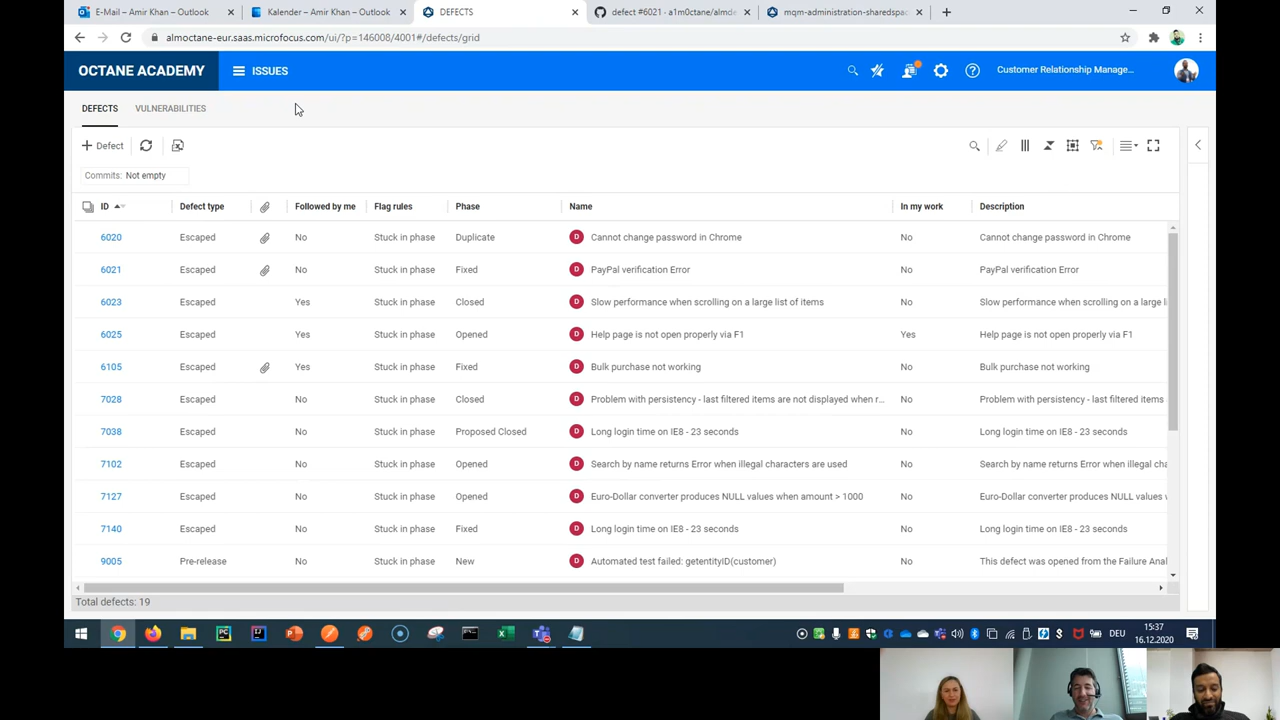 E-Mail – Amir Khan – Outlook
Kalender – Amir Khan – Outlook
DEFECTS
defect #6021 · a1m0ctane/almde
mqm-administration-sharedspac
almoctane-eur.saas.microfocus.com/ui/?p=146008/4001#/defects/grid
OCTANE ACADEMY
ISSUES
Customer Relationship Manage...
DEFECTS
VULNERABILITIES
+ Defect
Commits: Not empty
ID Defect type Followed by me Flag rules Phase Name In my work Description
6020 Escaped No Stuck in phase Duplicate D Cannot change password in Chrome No Cannot change password in Chrome
6021 Escaped No Stuck in phase Fixed D PayPal verification Error No PayPal verification Error
6023 Escaped Yes Stuck in phase Closed D Slow performance when scrolling on a large list of items No Slow performance when scrolling on a large li
6025 Escaped Yes Stuck in phase Opened D Help page is not open properly via F1 Yes Help page is not open properly via F1
6105 Escaped Yes Stuck in phase Fixed D Bulk purchase not working No Bulk purchase not working
7028 Escaped No Stuck in phase Closed D Problem with persistency - last filtered items are not displayed when r... No Problem with persistency - last filtered items
7038 Escaped No Stuck in phase Proposed Closed D Long login time on IE8 - 23 seconds No Long login time on IE8 - 23 seconds
7102 Escaped No Stuck in phase Opened D Search by name returns Error when illegal characters are used No Search by name returns Error when illegal cha
7127 Escaped No Stuck in phase Opened D Euro-Dollar converter produces NULL values when amount > 1000 No Euro-Dollar converter produces NULL values w
7140 Escaped No Stuck in phase Fixed D Long login time on IE8 - 23 seconds No Long login time on IE8 - 23 seconds
9005 Pre-release No Stuck in phase New D Automated test failed: getentityID(customer) No This defect was opened from the Failure Anal
Total defects: 19
DEU
15:37
16.12.2020